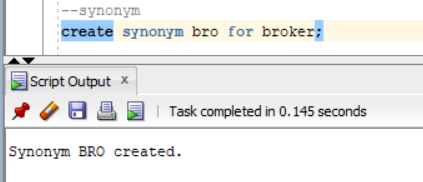 --synonym
create synonym bro for broker;
Script Output x
Task completed in 0.145 seconds
Synonym BRO created.